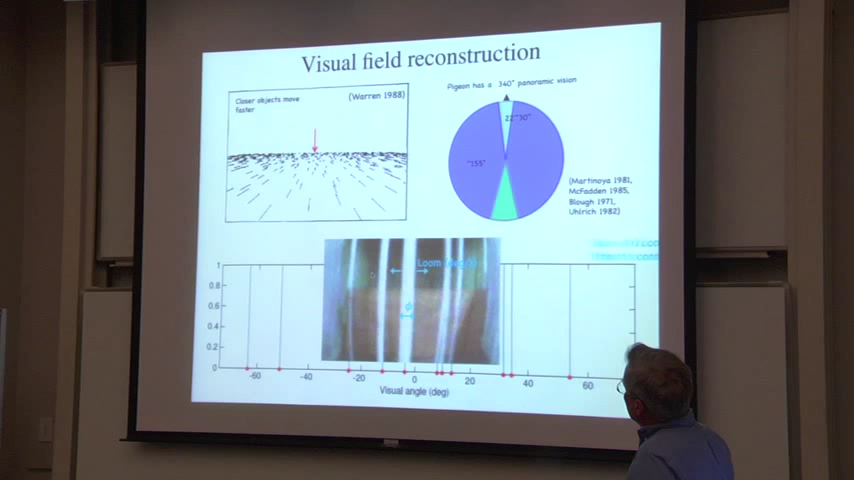 Visual field reconstruction
Closer objects move
faster
(Warren 1988)
Pigeon has a 340° panoramic vision
~155°
(Martinoya 1981,
McFadden 1985,
Blough 1971,
Uhlrich 1982)
Loom
ϕ
1
0.8
0.6
0.4
0.2
0
-60
-40
-20
0
20
40
60
Visual angle (deg)